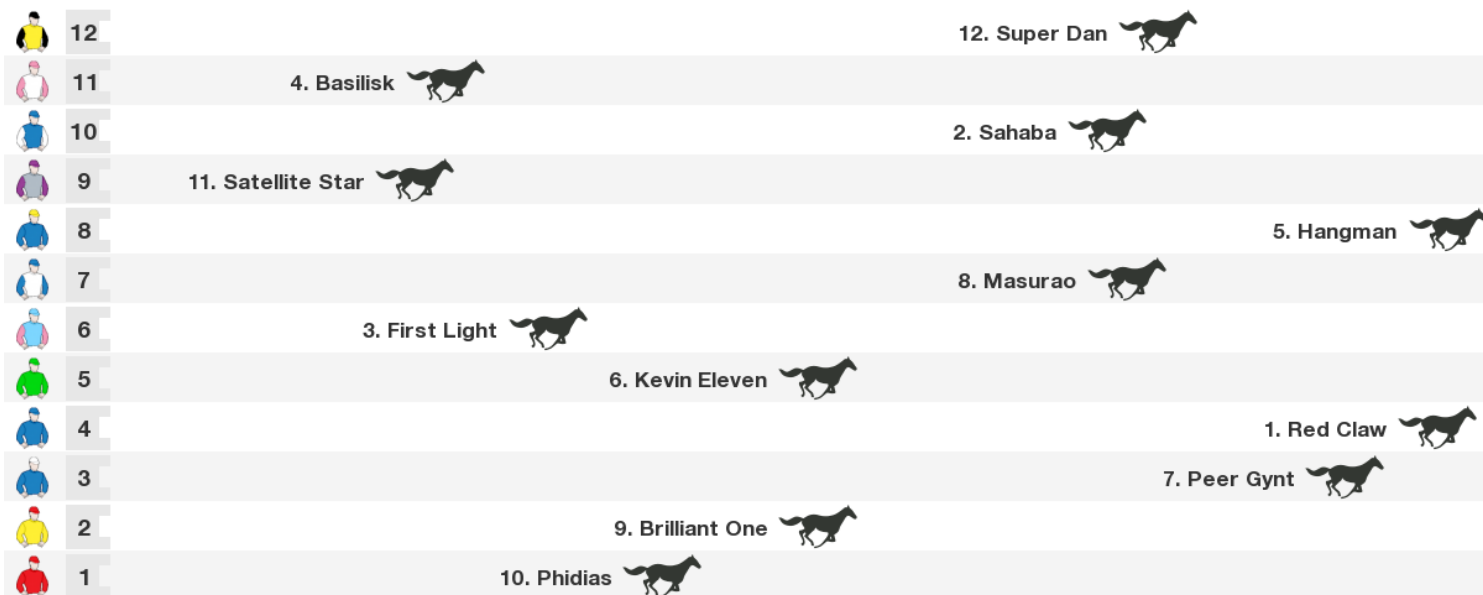 12 12. Super Dan
11 4. Basilisk
10 2. Sahaba
9 11. Satellite Star
8 5. Hangman
7 8. Masurao
6 3. First Light
5 6. Kevin Eleven
4 1. Red Claw
3 7. Peer Gynt
2 9. Brilliant One
1 10. Phidias